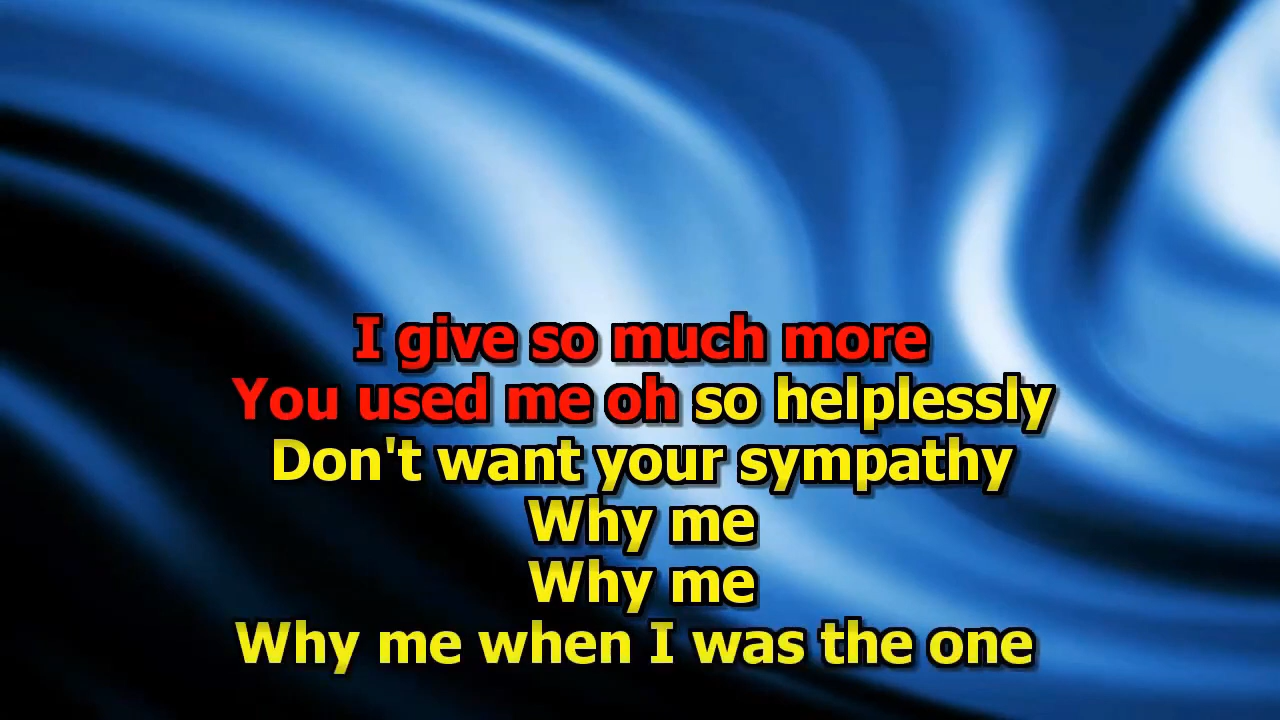 I give so much more
You used me oh so helplessly
Don't want your sympathy
Why me
Why me
Why me when I was the one